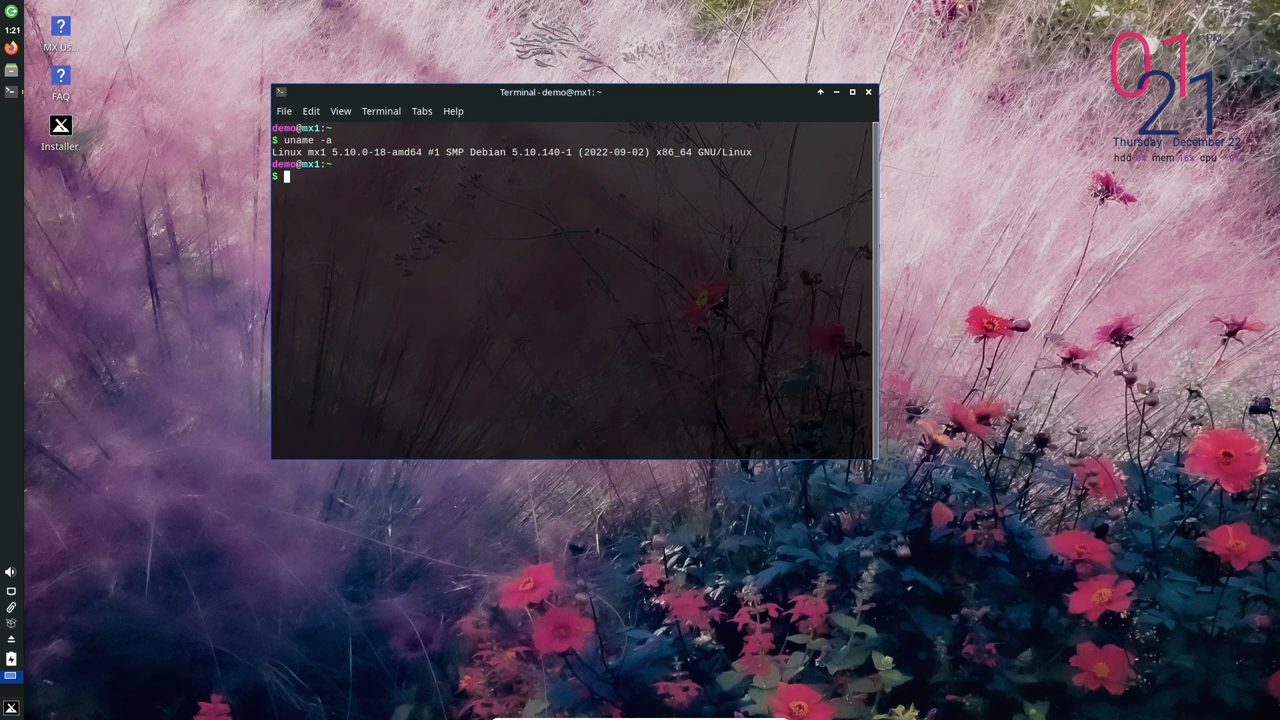 1:21
MX Us...
FAQ
Installer
Terminal - demo@mx1: ~
File Edit View Terminal Tabs Help
demo@mx1:~
$ uname -a
Linux mx1 5.10.0-18-amd64 #1 SMP Debian 5.10.140-1 (2022-09-02) x86_64 GNU/Linux
demo@mx1:~
$
01
21
Thursday December 22
hdd mem 16% cpu